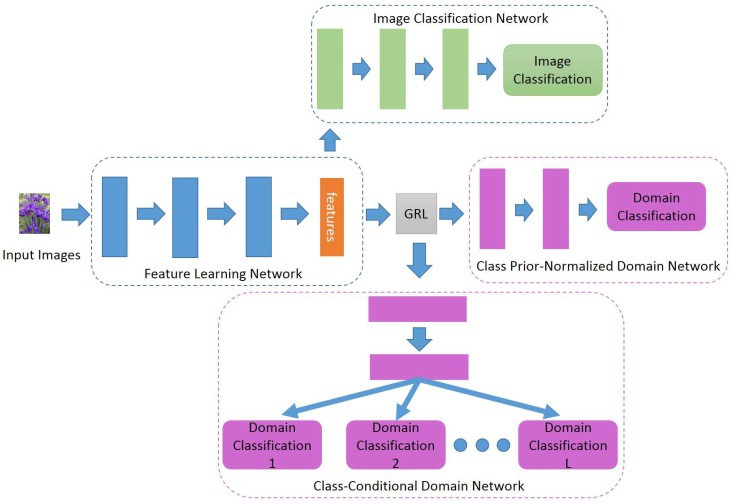 Image Classification Network
Image
Classification
Input Images
features
Feature Learning Network
GRL
Domain
Classification
Class Prior-Normalized Domain Network
Domain
Classification
1
Domain
Classification
2
Domain
Classification
L
Class-Conditional Domain Network